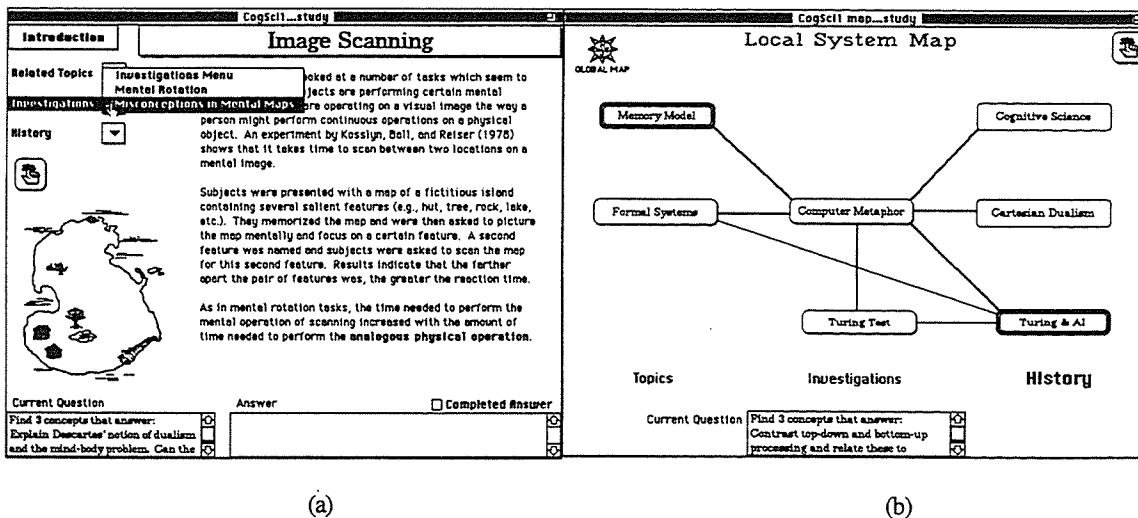 CogSci1...study
Introduction
Image Scanning
Related Topics
Investigations Menu
Mental Rotation
Investigations
Misconceptions in Mental Maps
History
ooked at a number of tasks which seem to
jects are performing certain mental
re operating on a visual image the way a
person might perform continuous operations on a physical
object. An experiment by Kosslyn, Ball, and Reiser (1978)
shows that it takes time to scan between two locations on a
mental image.
Subjects were presented with a map of a fictitious island
containing several salient features (e.g., hut, tree, rock, lake,
etc.). They memorized the map and were then asked to picture
the map mentally and focus on a certain feature. A second
feature was named and subjects were asked to scan the map
for this second feature. Results indicate that the farther
apart the pair of features was, the greater the reaction time.
As in mental rotation tasks, the time needed to perform the
mental operation of scanning increased with the amount of
time needed to perform the analogous physical operation.
Current Question
Find 3 concepts that answer:
Explain Descartes' notion of dualism
and the mind-body problem. Can the
Answer
Completed Answer
(a)
CogSci1 map...study
Local System Map
GLOBAL MAP
Memory Model
Cognitive Science
Formal Systems
Computer Metaphor
Cartesian Dualism
Turing Test
Turing & AI
Topics
Investigations
History
Current Question
Find 3 concepts that answer:
Contrast top-down and bottom-up
processing and relate these to
(b)